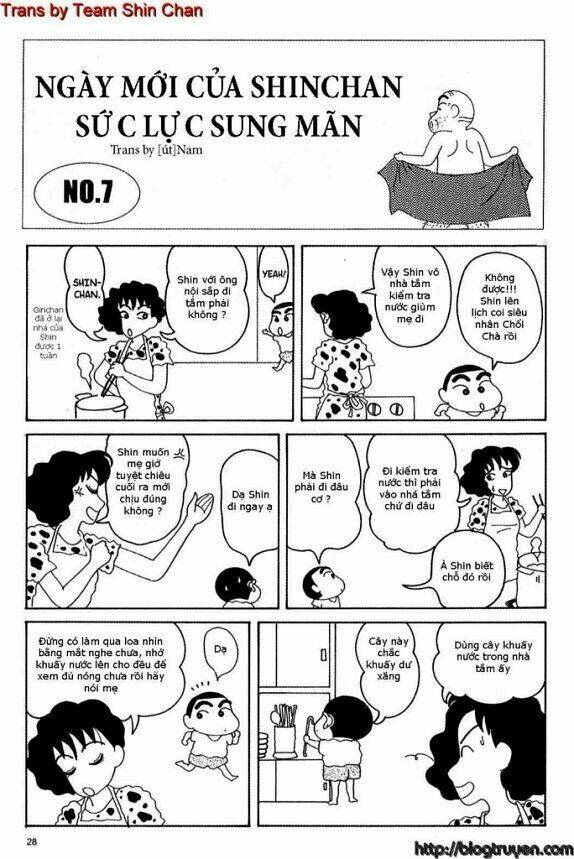 Trans by Team Shin Chan
NGÀY MỚI CỦA SHINCHAN
SỨ C LỰ C SUNG MÃN
Trans by [út]Nam
NO.7
SHIN-
CHAN.
Shin với ông
nội sắp đi
tắm phải
không ?
YEAH!
Ginchan
đã ở lại
nhà của
Shin
được 1
tuần
Vậy Shin vô
nhà tắm
kiểm tra
nước giùm
mẹ đi
Không
được!!!
Shin lên
lịch coi siêu
nhân Chổi
Chà rồi
Shin muốn
mẹ giở
tuyệt chiêu
cuối ra mới
chịu đúng
không ?
Dạ Shin
đi ngay ạ
Mà Shin
phải đi đâu
cơ ?
Đi kiểm tra
nước thì phải
vào nhá tắm
chứ đi đâu
À Shin biết
chỗ đó rồi
Đừng có làm qua loa nhìn
bằng mắt nghe chưa, nhớ
khuấy nước lên cho đều để
xem đủ nóng chưa rồi hãy
nói mẹ
Dạ
Cây này
chắc
khuấy dư
xăng
Dùng cây khuấy
nước trong nhà
tắm ấy
28
http://blogtruyen.com